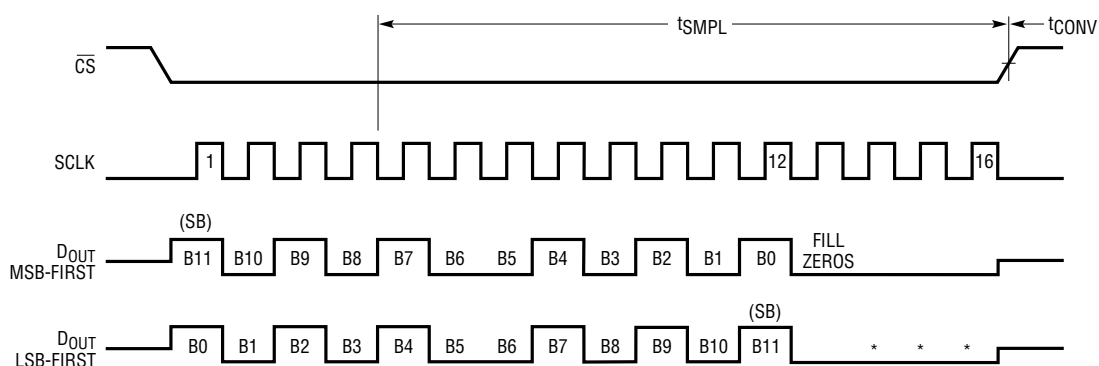 tSMPL tCONV
CS
SCLK 1 12 16
(SB)
DOUT
MSB-FIRST
B11 B10 B9 B8 B7 B6 B5 B4 B3 B2 B1 B0
FILL
ZEROS
(SB)
DOUT
LSB-FIRST
B0 B1 B2 B3 B4 B5 B6 B7 B8 B9 B10 B11 * * *